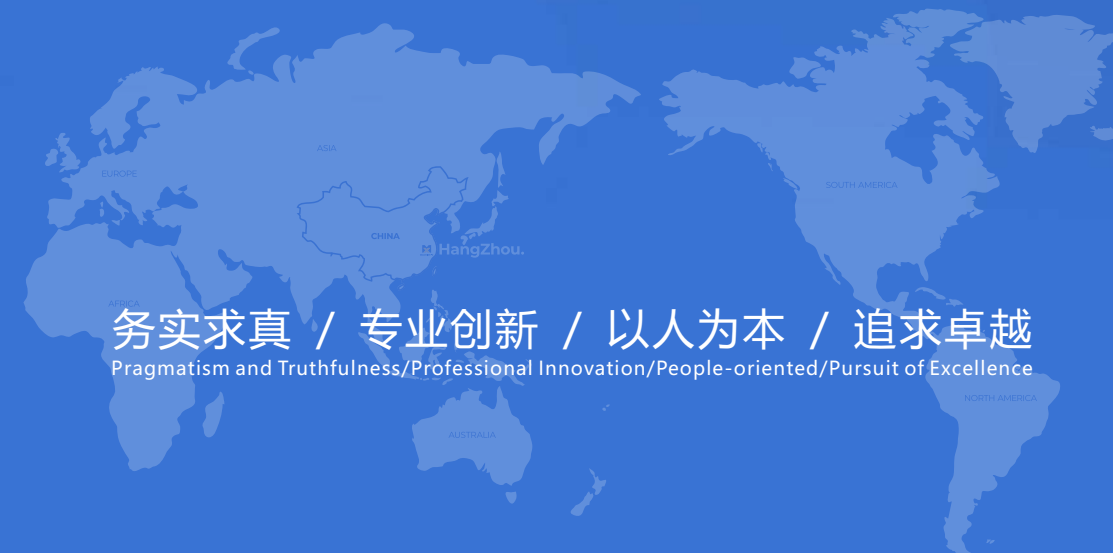 ASIA
EUROPE
SOUTH AMERICA
CHINA
HangZhou.
AFRICA
务实求真 / 专业创新 / 以人为本 / 追求卓越
Pragmatism and Truthfulness/Professional Innovation/People-oriented/Pursuit of Excellence
NORTH AMERICA
AUSTRALIA